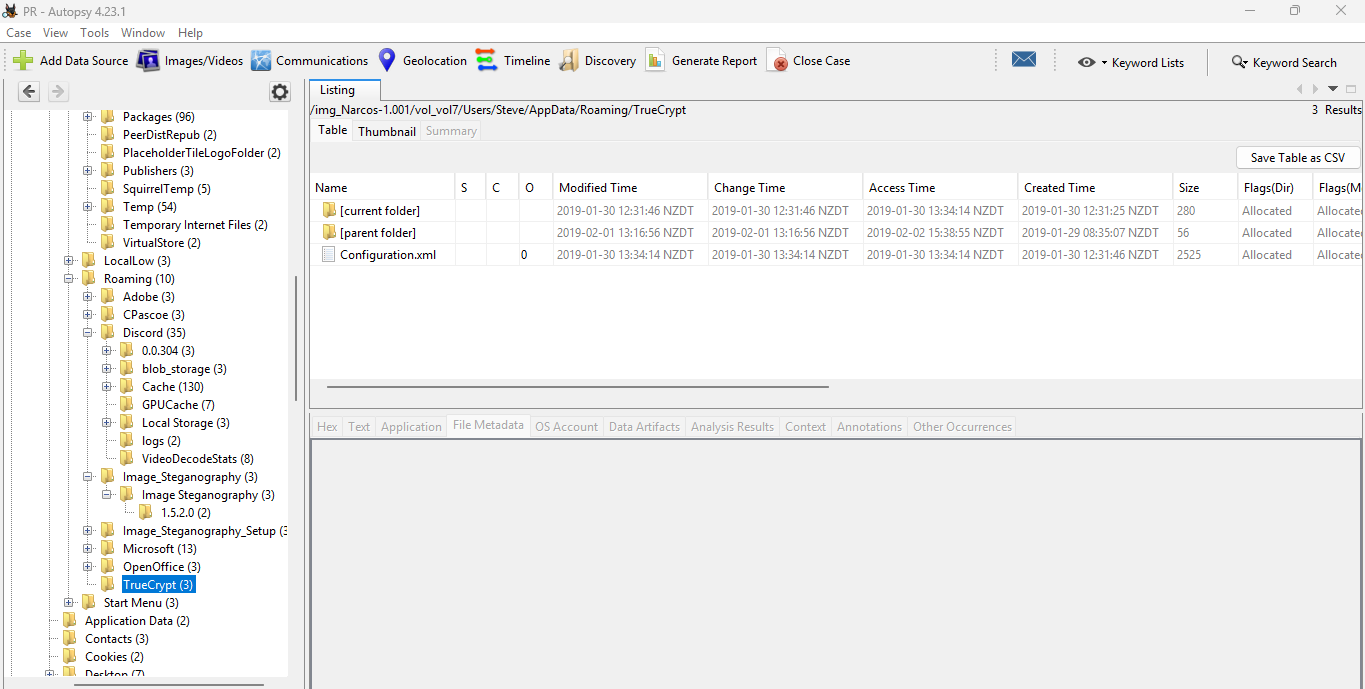 PR - Autopsy 4.23.1
Case View Tools Window Help
Add Data Source Images/Videos Communications Geolocation Timeline Discovery Generate Report Close Case Keyword Lists Keyword Search
Packages (96)
PeerDistRepub (2)
PlaceholderTileLogoFolder (2)
Publishers (3)
SquirrelTemp (5)
Temp (54)
Temporary Internet Files (2)
VirtualStore (2)
LocalLow (3)
Roaming (10)
Adobe (3)
CPascoe (3)
Discord (35)
0.0.304 (3)
blob_storage (3)
Cache (130)
GPUCache (7)
Local Storage (3)
logs (2)
VideoDecodeStats (8)
Image_Steganography (3)
Image Steganography (3)
1.5.2.0 (2)
Image_Steganography_Setup (3
Microsoft (13)
OpenOffice (3)
TrueCrypt (3)
Start Menu (3)
Application Data (2)
Contacts (3)
Cookies (2)
Desktop (7)
Listing
/img_Narcos-1.001/vol_vol7/Users/Steve/AppData/Roaming/TrueCrypt 3 Results
Table Thumbnail Summary
Save Table as CSV
Name S C O Modified Time Change Time Access Time Created Time Size Flags(Dir) Flags(M
[current folder] 2019-01-30 12:31:46 NZDT 2019-01-30 12:31:46 NZDT 2019-01-30 13:34:14 NZDT 2019-01-30 12:31:25 NZDT 280 Allocated Allocate
[parent folder] 2019-02-01 13:16:56 NZDT 2019-02-01 13:16:56 NZDT 2019-02-02 15:38:55 NZDT 2019-01-29 08:35:07 NZDT 56 Allocated Allocate
Configuration.xml 0 2019-01-30 13:34:14 NZDT 2019-01-30 13:34:14 NZDT 2019-01-30 13:34:14 NZDT 2019-01-30 12:31:46 NZDT 2525 Allocated Allocate
Hex Text Application File Metadata OS Account Data Artifacts Analysis Results Context Annotations Other Occurrences